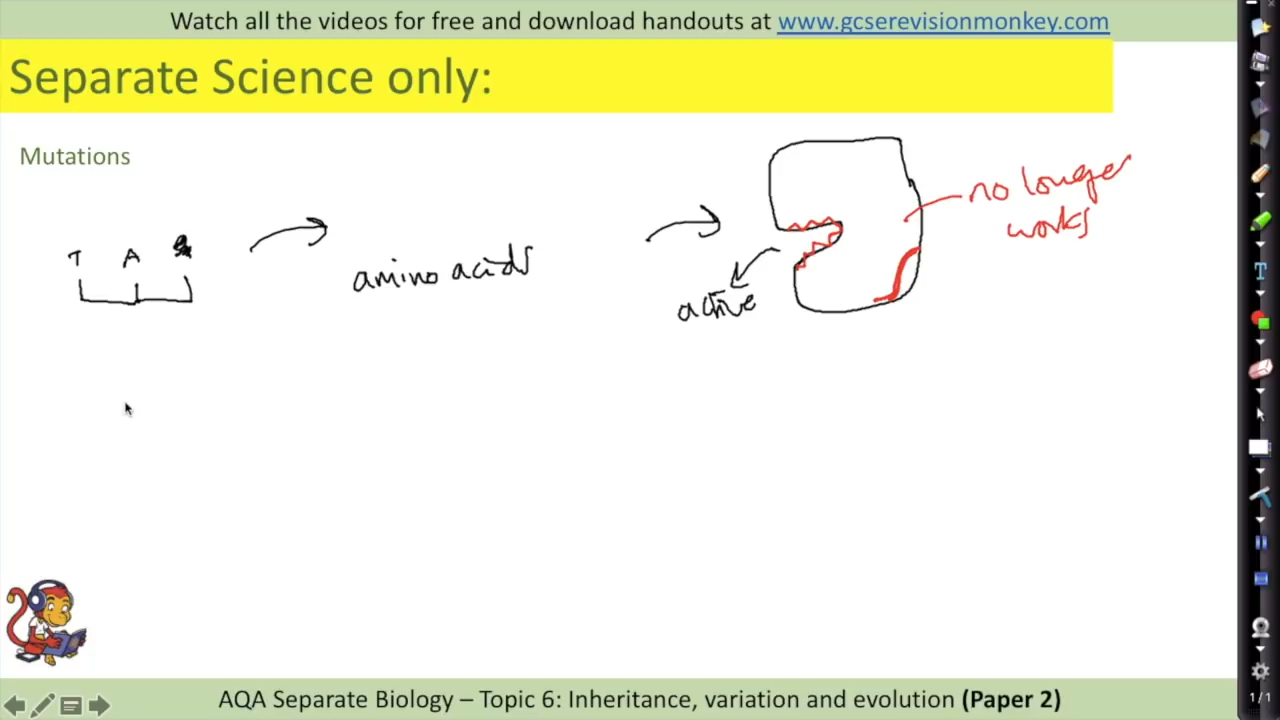 Watch all the videos for free and download handouts at www.gcserevisionmonkey.com
Separate Science only:
Mutations
T A
amino acids
active
no longer
works
AQA Separate Biology – Topic 6: Inheritance, variation and evolution (Paper 2)
1/1